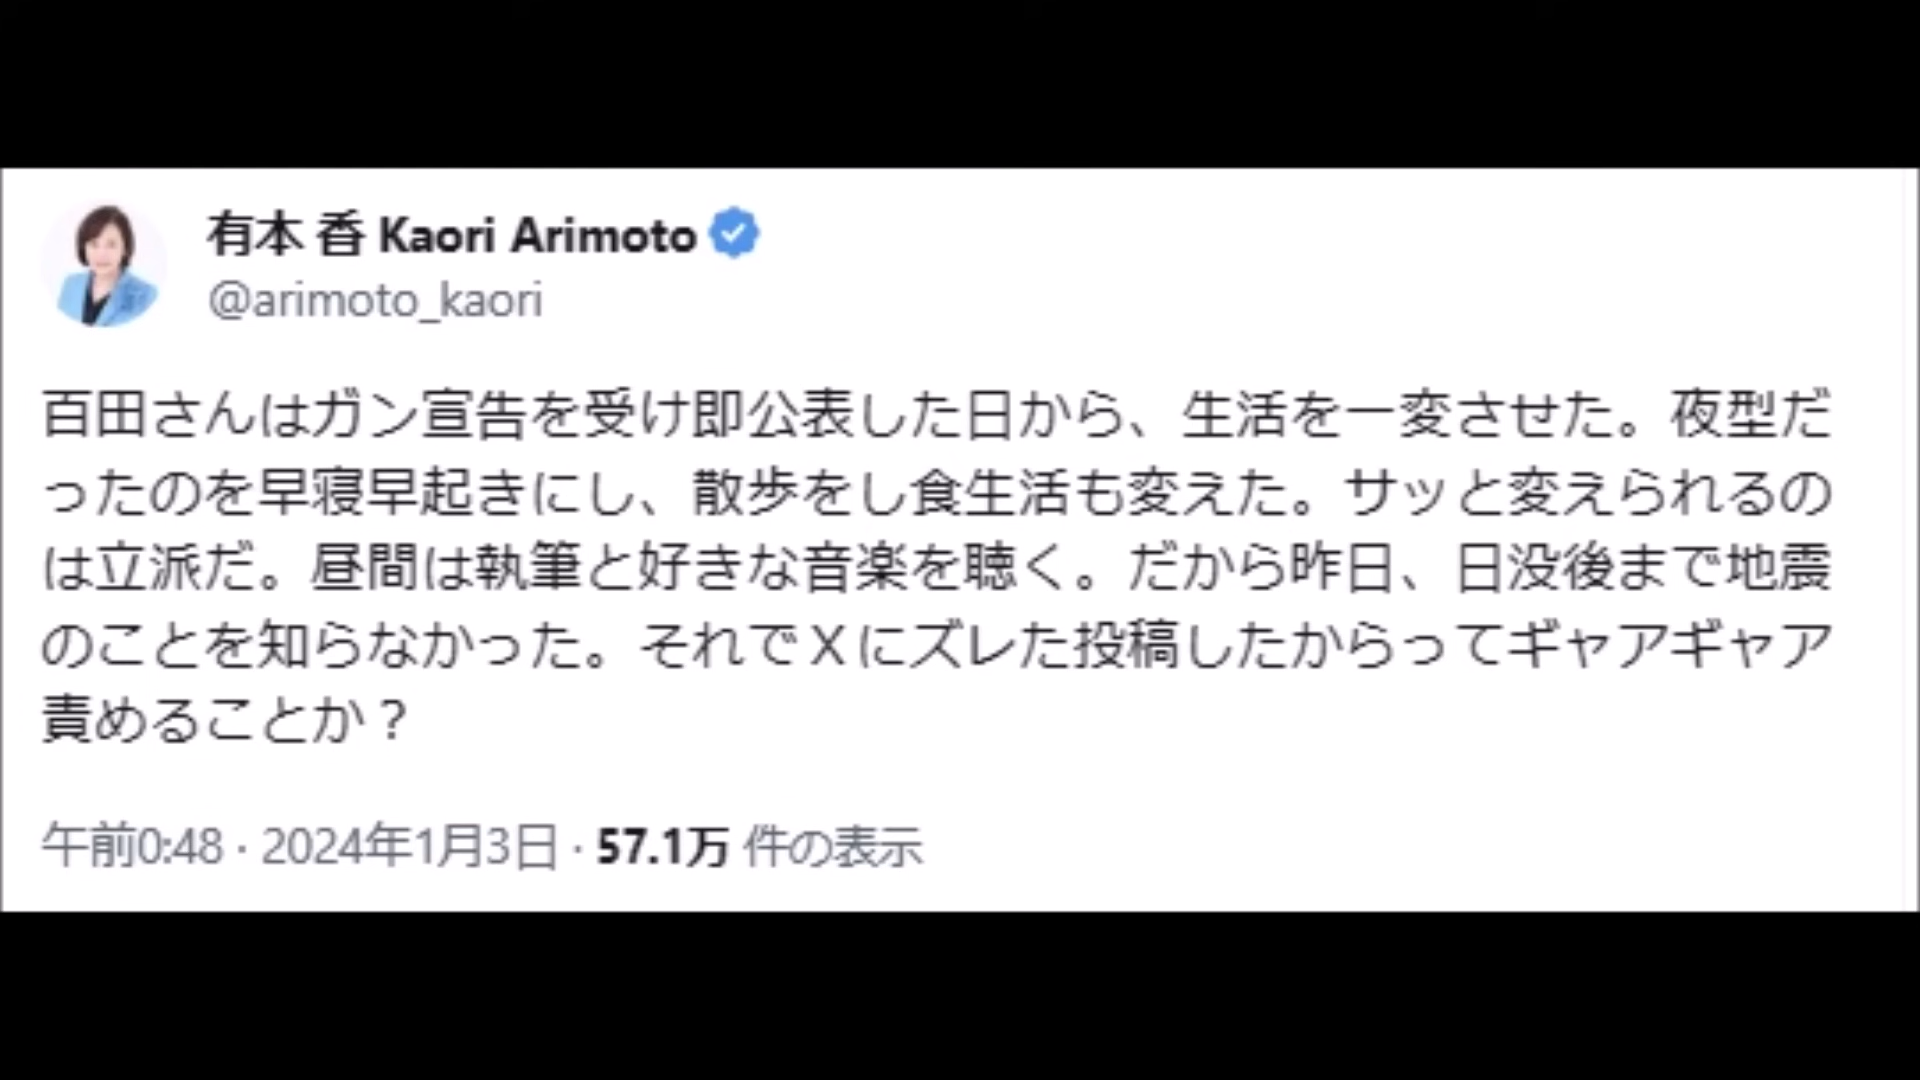 有本 香 Kaori Arimoto
@arimoto_kaori
百田さんはガン宣告を受け即公表した日から、生活を一変させた。夜型だ
ったのを早寝早起きにし、散歩をし食生活も変えた。サッと変えられるの
は立派だ。昼間は執筆と好きな音楽を聴く。だから昨日、日没後まで地震
のことを知らなかった。それでＸにズレた投稿したからってギャアギャア
責めることか？
午前0:48 · 2024年1月3日 · 57.1万 件の表示